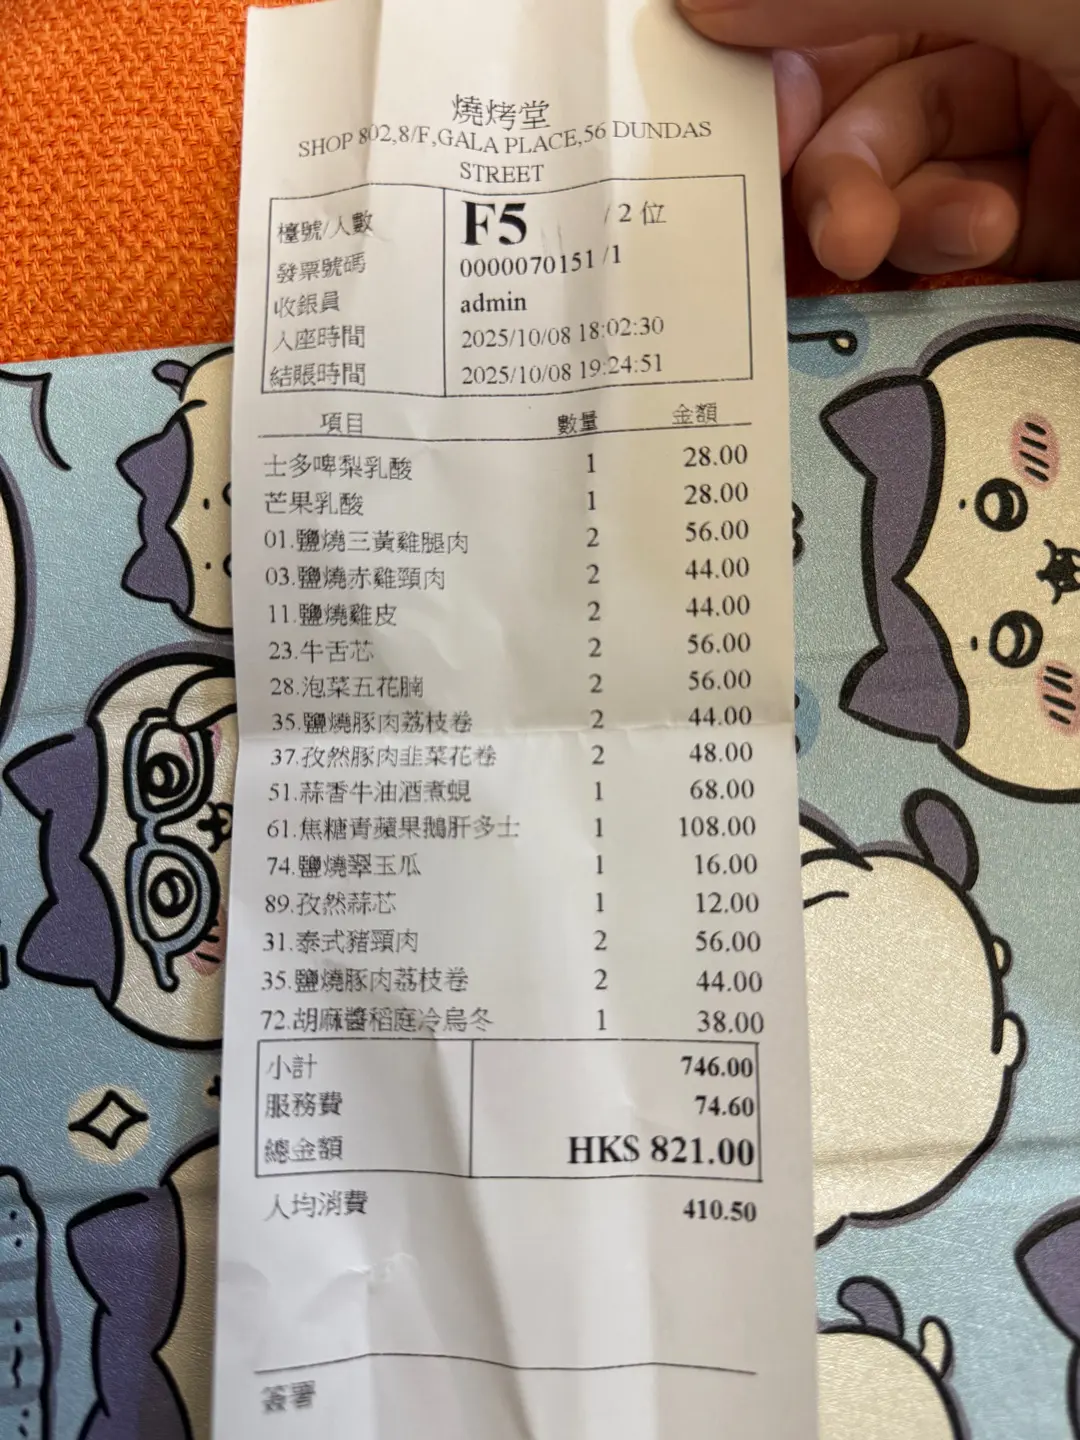 燒烤堂
SHOP 802,8/F,GALA PLACE,56 DUNDAS
STREET
檯號/人數 F5 / 2 位
發票號碼 0000070151 /1
收銀員 admin
入座時間 2025/10/08 18:02:30
結賬時間 2025/10/08 19:24:51
項目 數量 金額
士多啤梨乳酸 1 28.00
芒果乳酸 1 28.00
01.鹽燒三黃雞腿肉 2 56.00
03.鹽燒赤雞頸肉 2 44.00
11.鹽燒雞皮 2 44.00
23.牛舌芯 2 56.00
28.泡菜五花腩 2 56.00
35.鹽燒豚肉荔枝卷 2 44.00
37.孜然豚肉韭菜花卷 2 48.00
51.蒜香牛油酒煮蜆 1 68.00
61.焦糖青蘋果鵝肝多士 1 108.00
74.鹽燒翠玉瓜 1 16.00
89.孜然蒜芯 1 12.00
31.泰式豬頸肉 2 56.00
35.鹽燒豚肉荔枝卷 2 44.00
72.胡麻醬稻庭冷烏冬 1 38.00
小計 746.00
服務費 74.60
總金額 HK$ 821.00
人均消費 410.50
簽署